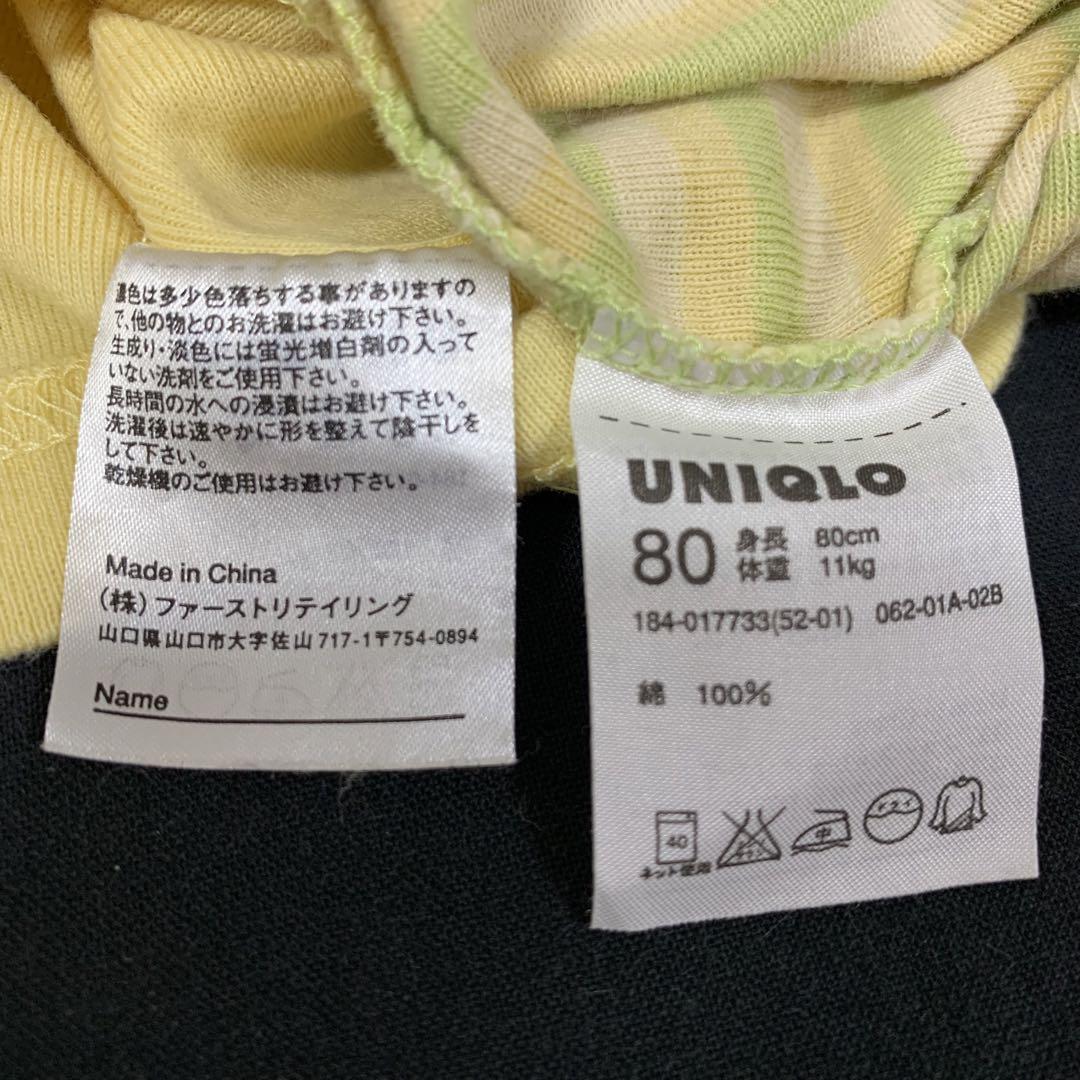 濃色は多少色落ちする事がありますの
で、他の物とのお洗濯はお避け下さい。
生成り・淡色には蛍光増白剤の入って
いない洗剤をご使用下さい。
長時間の水への浸漬はお避け下さい。
洗濯後は速やかに形を整えて陰干しを
して下さい。
乾燥機のご使用はお避け下さい。
Made in China
(株)ファーストリテイリング
山口県山口市大字佐山717-1〒754-0894
Name
UNIQLO
80 身長 80cm
体重 11kg
184-017733(52-01) 062-01A-02B
綿 100%
40 中 ドライ
ネット使用